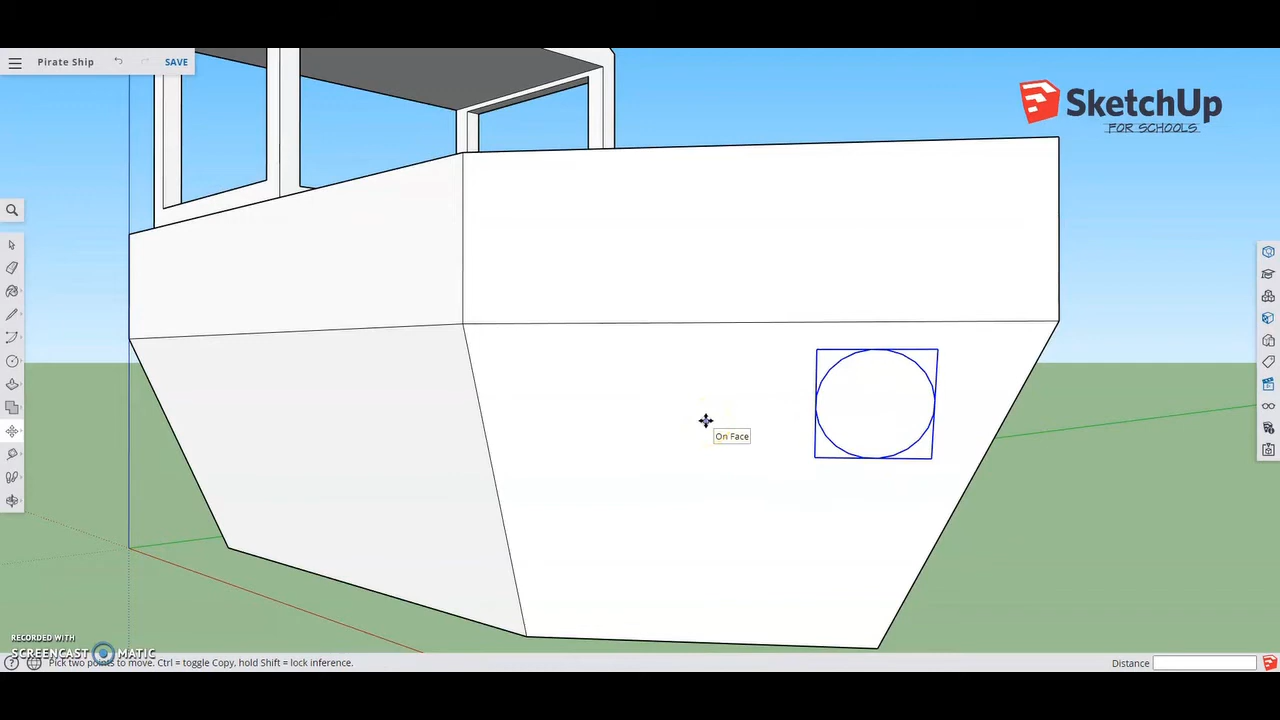 Pirate Ship
SAVE
SketchUp
FOR SCHOOLS
On Face
RECORDED WITH
SCREENCAST MATIC
Pick two points to move. Ctrl = toggle Copy, hold Shift = lock inference.
Distance